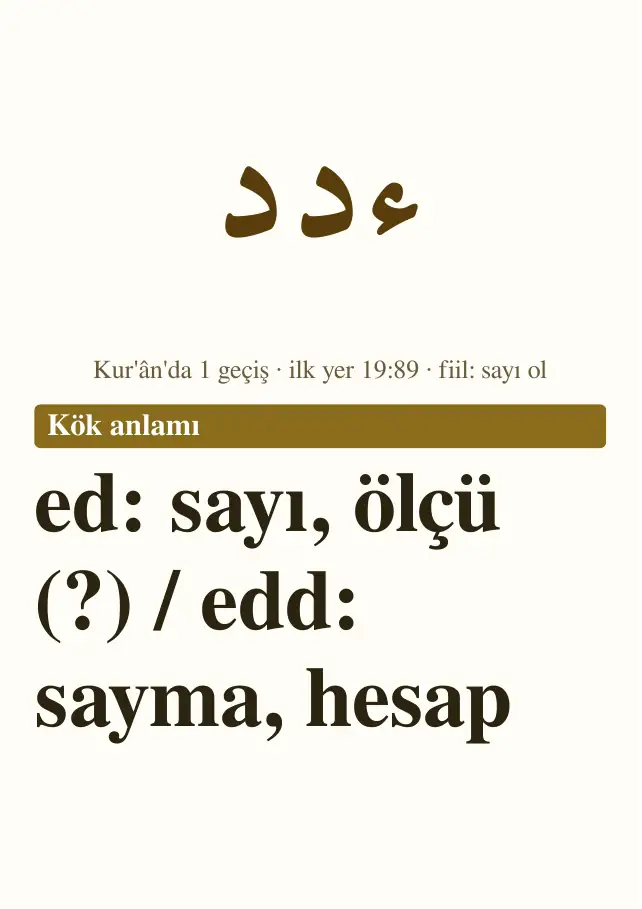 ء د د
Kur'ân'da 1 geçiş · ilk yer 19:89 · fiil: sayı ol
Kök anlamı
ed: sayı, ölçü
(?) / edd:
sayma, hesap